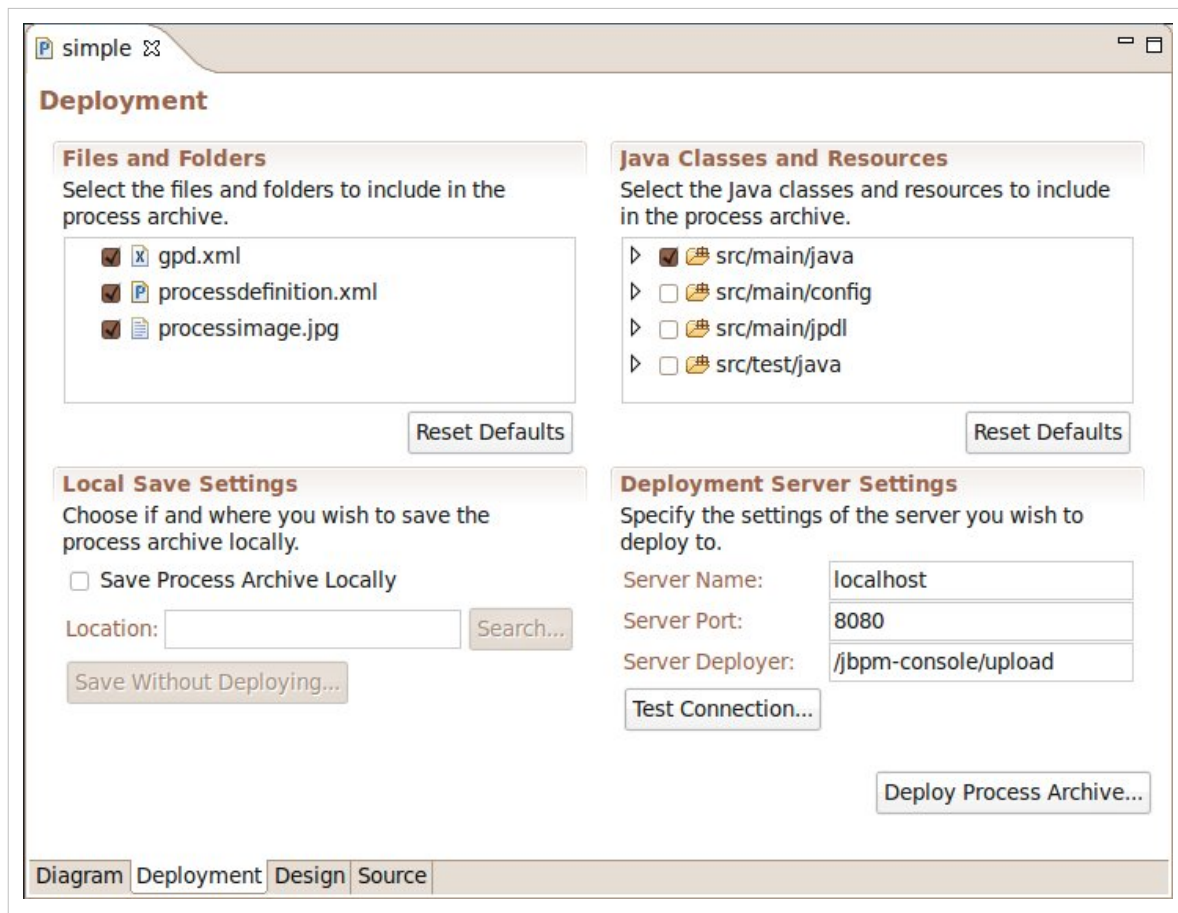 simple
Deployment
Files and Folders
Select the files and folders to include in the
process archive.
gpd.xml
processdefinition.xml
processimage.jpg
Reset Defaults
Java Classes and Resources
Select the Java classes and resources to include
in the process archive.
src/main/java
src/main/config
src/main/jpdl
src/test/java
Reset Defaults
Local Save Settings
Choose if and where you wish to save the
process archive locally.
Save Process Archive Locally
Location:
Search...
Save Without Deploying...
Deployment Server Settings
Specify the settings of the server you wish to
deploy to.
Server Name: localhost
Server Port: 8080
Server Deployer: /jbpm-console/upload
Test Connection...
Deploy Process Archive...
Diagram Deployment Design Source